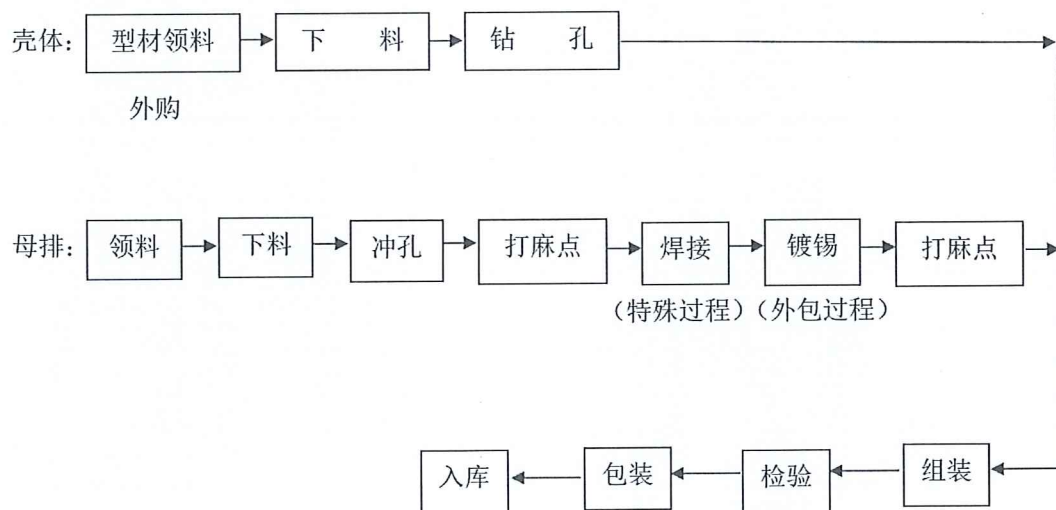 壳体： 型材领料 下 料 钻 孔
外购
母排： 领料 下料 冲孔 打麻点 焊接 镀锡 打麻点
（特殊过程）（外包过程）
入库 包装 检验 组装